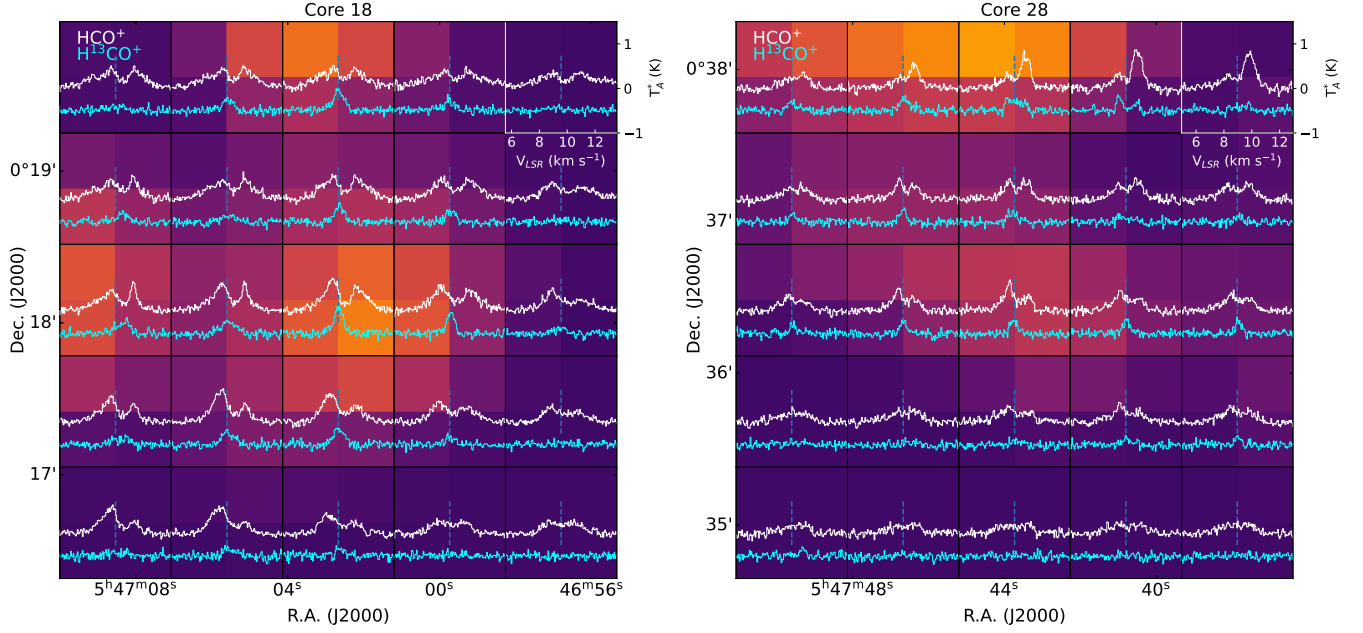 Core 18
HCO⁺
H¹³CO⁺
1
0
−1
T*A (K)
6 8 10 12
VLSR (km s⁻¹)
0°19'
18'
17'
Dec. (J2000)
5ʰ47ᵐ08ˢ 04ˢ 00ˢ 46ᵐ56ˢ
R.A. (J2000)
Core 28
HCO⁺
H¹³CO⁺
1
0
−1
T*A (K)
6 8 10 12
VLSR (km s⁻¹)
0°38'
37'
36'
35'
Dec. (J2000)
5ʰ47ᵐ48ˢ 44ˢ 40ˢ
R.A. (J2000)